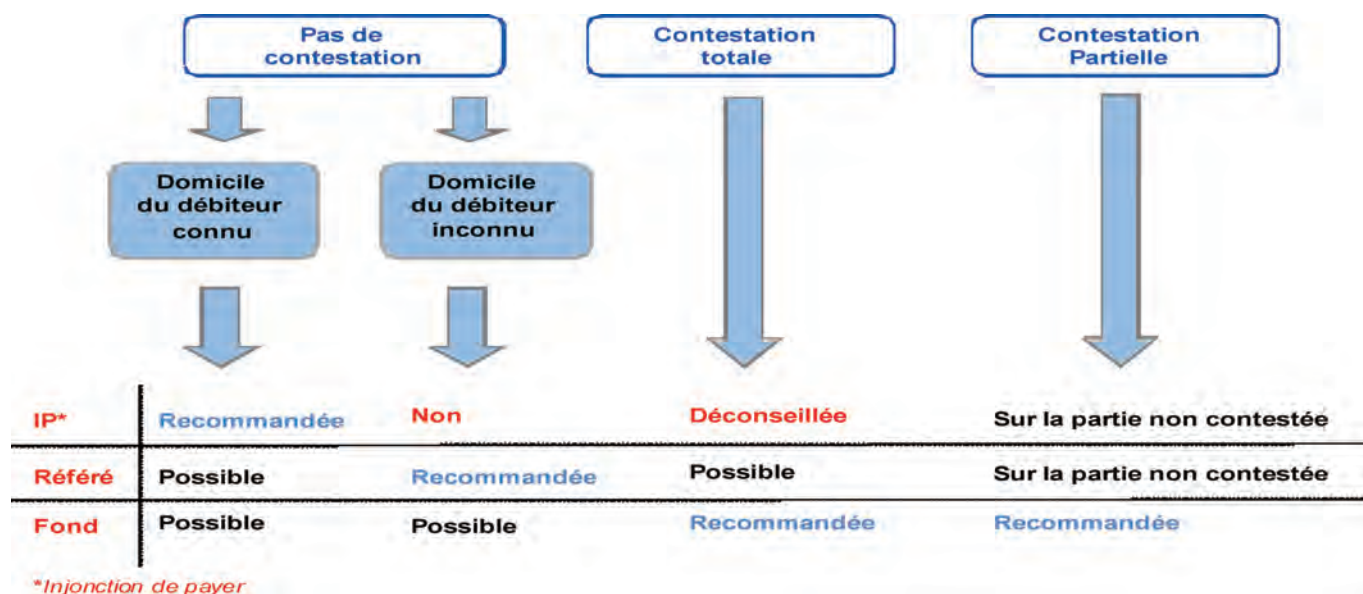 Pas de
contestation
Contestation
totale
Contestation
Partielle
Domicile
du débiteur
connu
Domicile
du débiteur
inconnu
IP* Recommandée Non Déconseillée Sur la partie non contestée
Référé Possible Recommandée Possible Sur la partie non contestée
Fond Possible Possible Recommandée Recommandée
*Injonction de payer